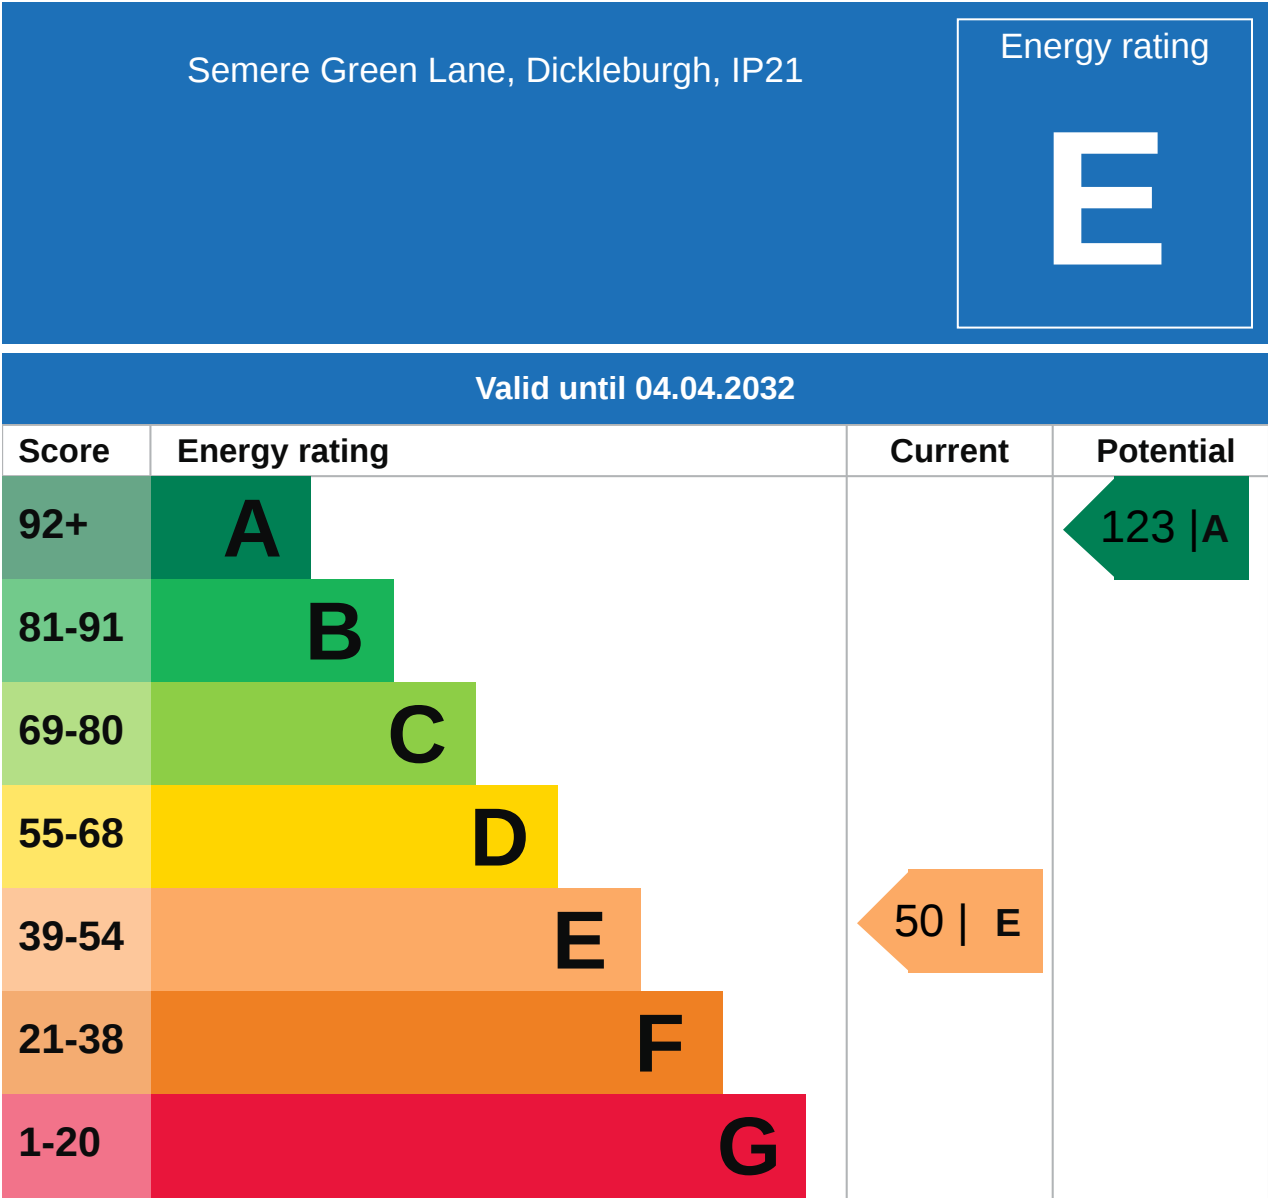 Semere Green Lane, Dickleburgh, IP21
Energy rating
E
Valid until 04.04.2032
Score Energy rating Current Potential
92+ A 123 |A
81-91 B
69-80 C
55-68 D
39-54 E 50 | E
21-38 F
1-20 G